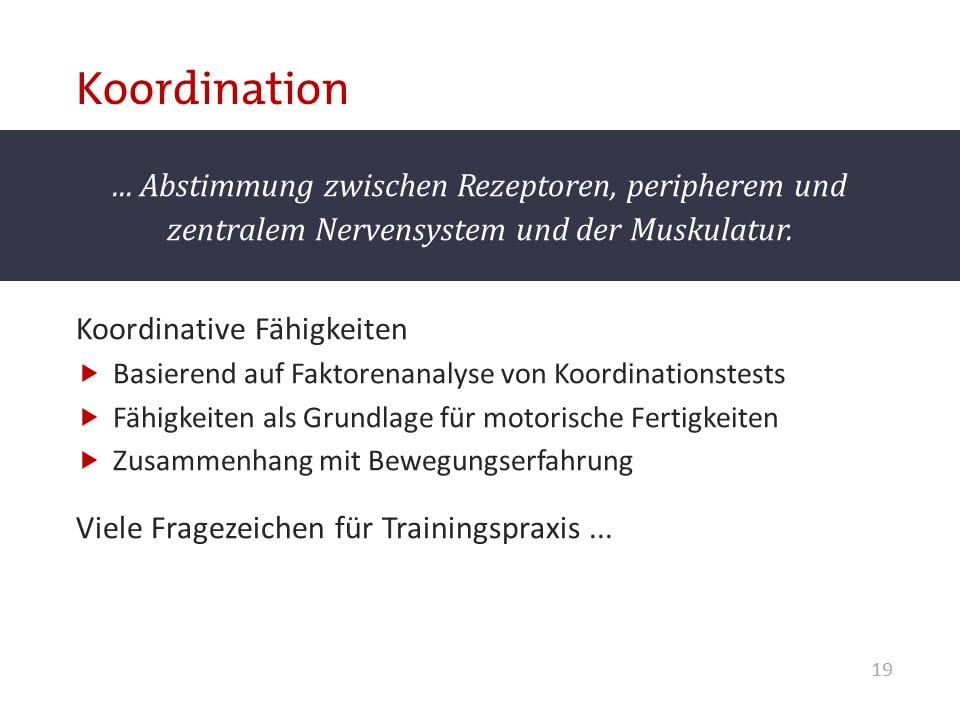 Koordination
... Abstimmung zwischen Rezeptoren, peripherem und
zentralem Nervensystem und der Muskulatur.
Koordinative Fähigkeiten
Basierend auf Faktorenanalyse von Koordinationstests
Fähigkeiten als Grundlage für motorische Fertigkeiten
Zusammenhang mit Bewegungserfahrung
Viele Fragezeichen für Trainingspraxis ...
19